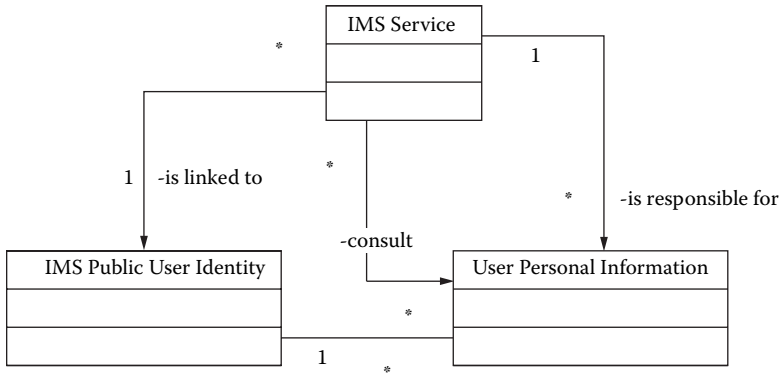 IMS Service
*
1
*
1
-is linked to
*
-is responsible for
-consult
IMS Public User Identity
User Personal Information
*
1
*